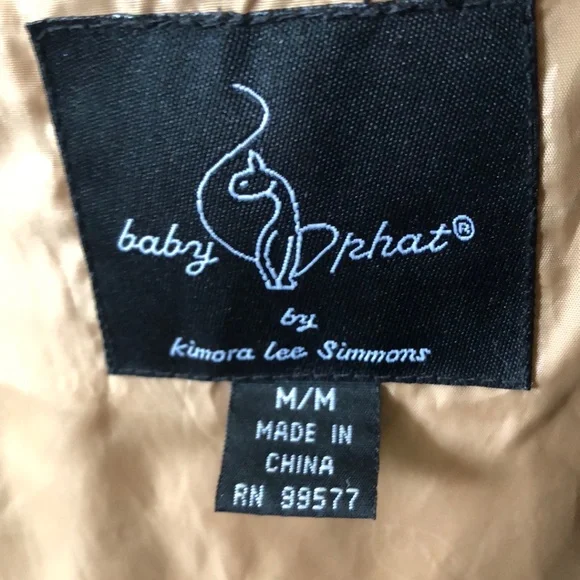 baby phat®
by
Kimora Lee Simmons
M/M
MADE IN
CHINA
RN 99577